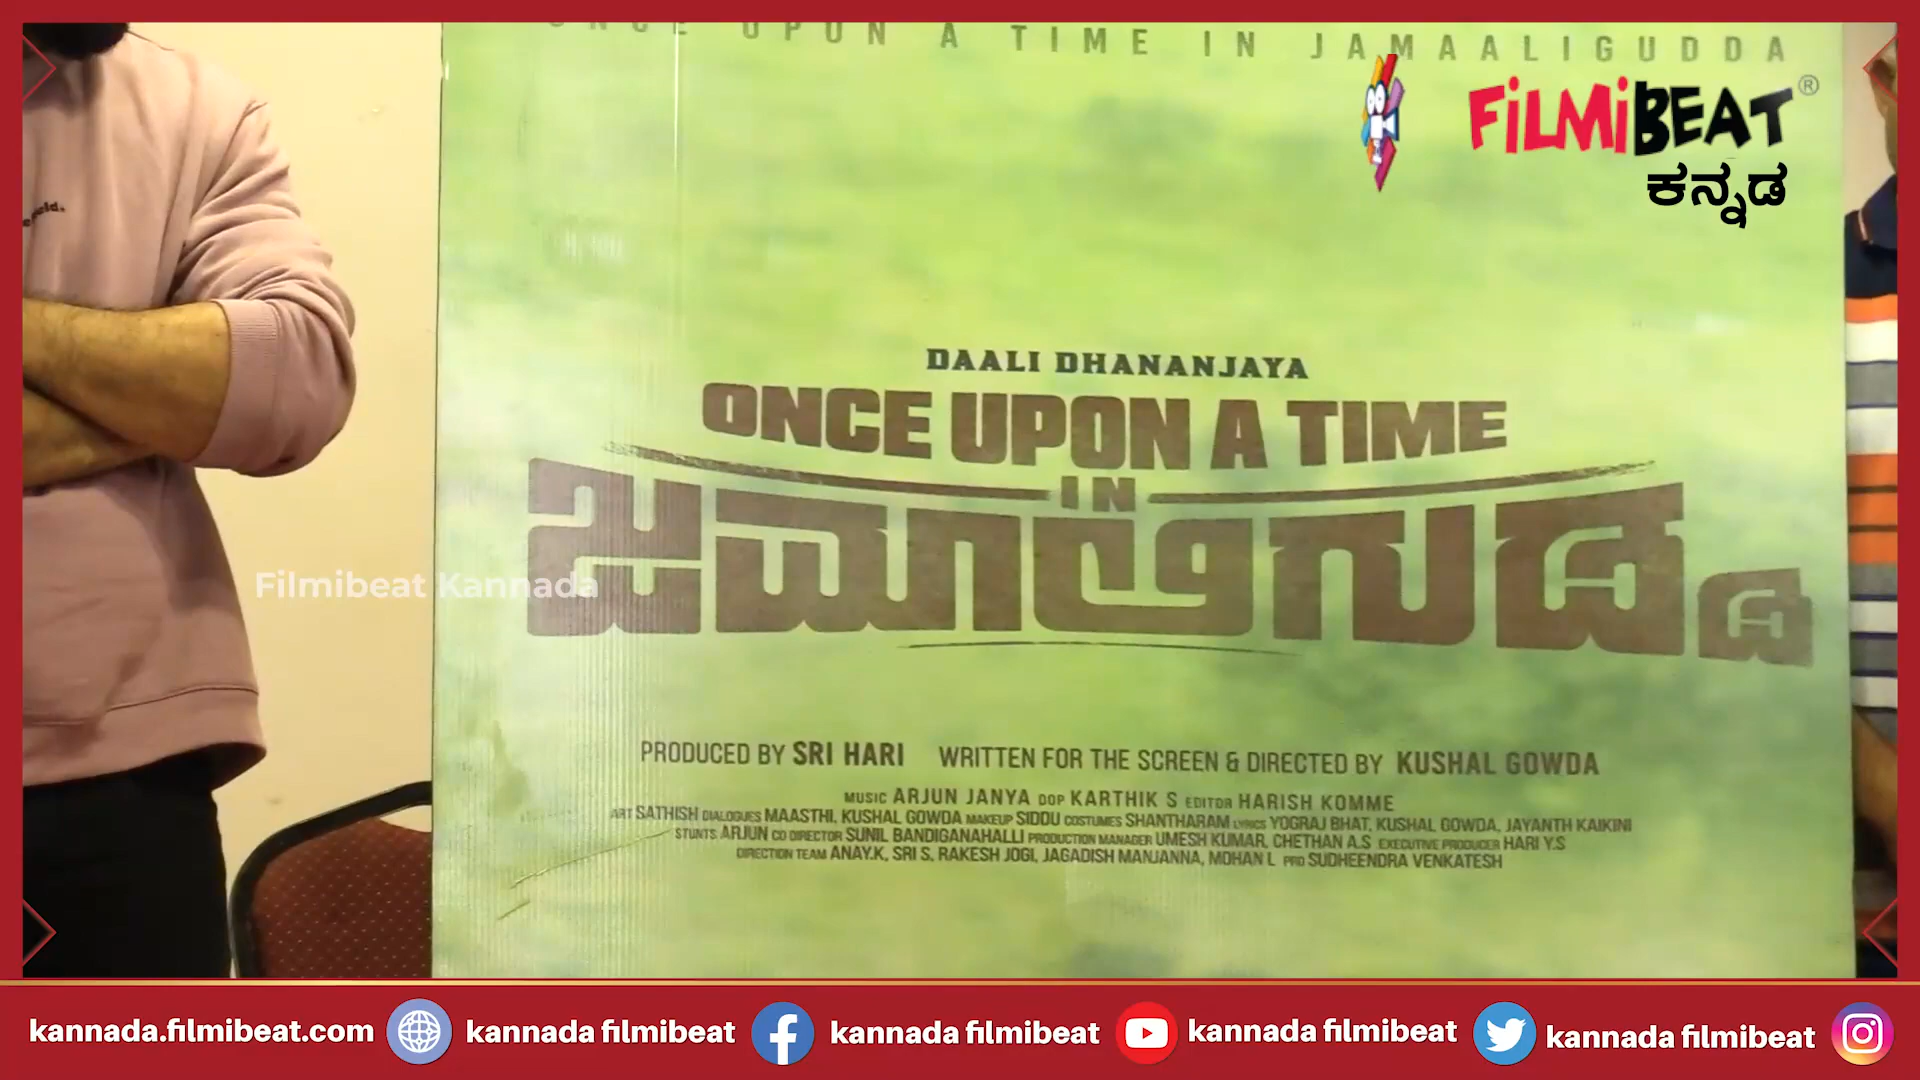 ONCE UPON A TIME IN JAMAALIGUDDA
FILMIBEAT®
ಕನ್ನಡ
DAALI DHANANJAYA
ONCE UPON A TIME
IN
ಜಮಾಲಿಗುಡ್ಡ
Filmibeat Kannada
PRODUCED BY SRI HARI WRITTEN FOR THE SCREEN & DIRECTED BY KUSHAL GOWDA
MUSIC ARJUN JANYA DOP KARTHIK S EDITOR HARISH KOMME
ART SATHISH DIALOGUES MAASTHI, KUSHAL GOWDA MAKEUP SIDDU COSTUMES SHANTHARAM LYRICS YOGRAJ BHAT, KUSHAL GOWDA, JAYANTH KAIKINI
STUNTS ARJUN CO DIRECTOR SUNIL BANDIGANAHALLI PRODUCTION MANAGER UMESH KUMAR, CHETHAN A.S EXECUTIVE PRODUCER HARI Y.S
DIRECTION TEAM ANAY.K, SRI S, RAKESH JOGI, JAGADISH MANJANNA, MOHAN L PRO SUDHEENDRA VENKATESH
kannada.filmibeat.com kannada filmibeat kannada filmibeat kannada filmibeat kannada filmibeat